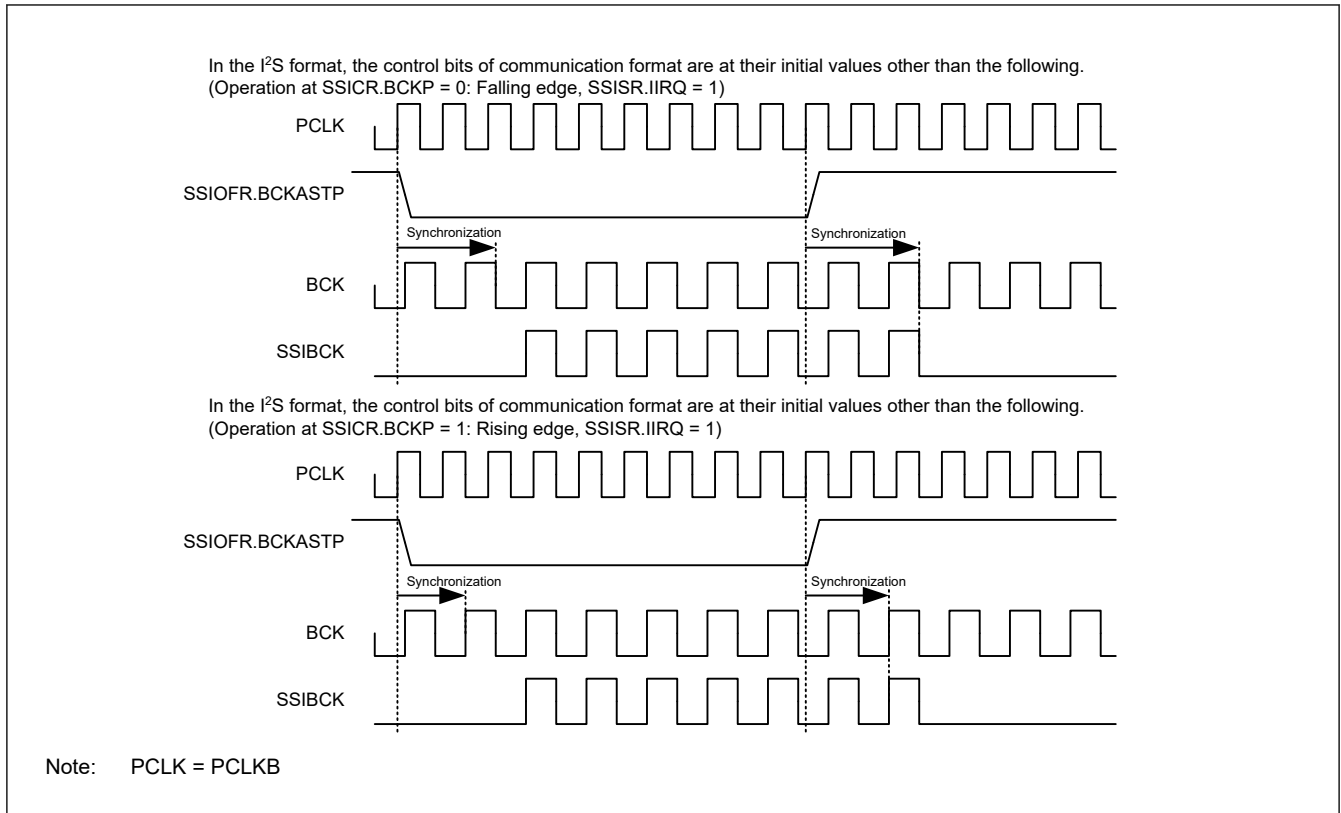 In the I²S format, the control bits of communication format are at their initial values other than the following.
(Operation at SSICR.BCKP = 0: Falling edge, SSISR.IIRQ = 1)
PCLK
SSIOFR.BCKASTP
Synchronization Synchronization
BCK
SSIBCK
In the I²S format, the control bits of communication format are at their initial values other than the following.
(Operation at SSICR.BCKP = 1: Rising edge, SSISR.IIRQ = 1)
PCLK
SSIOFR.BCKASTP
Synchronization Synchronization
BCK
SSIBCK
Note: PCLK = PCLKB